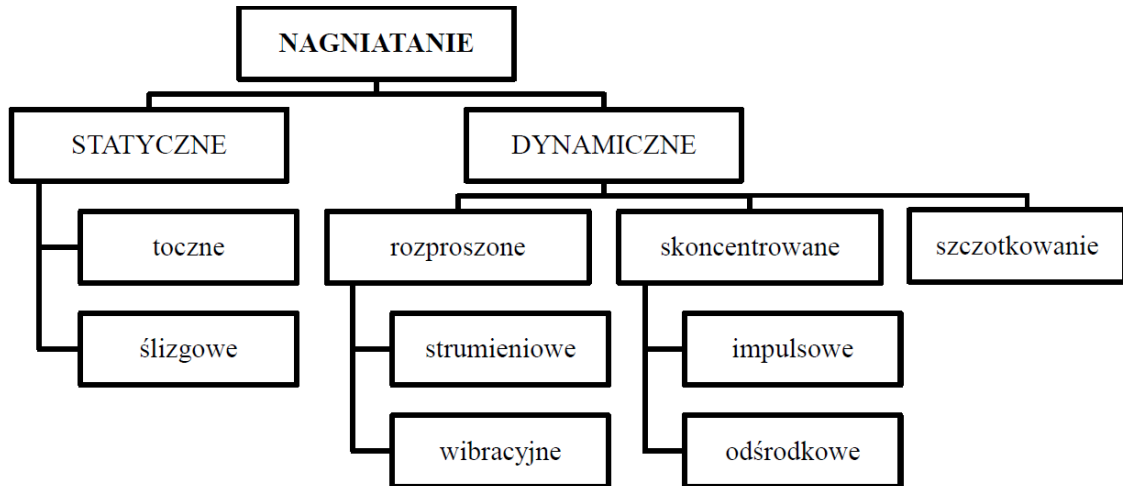 NAGNIATANIE
STATYCZNE
DYNAMICZNE
toczne
rozproszone
skoncentrowane
szczotkowanie
ślizgowe
strumieniowe
impulsowe
wibracyjne
odśrodkowe